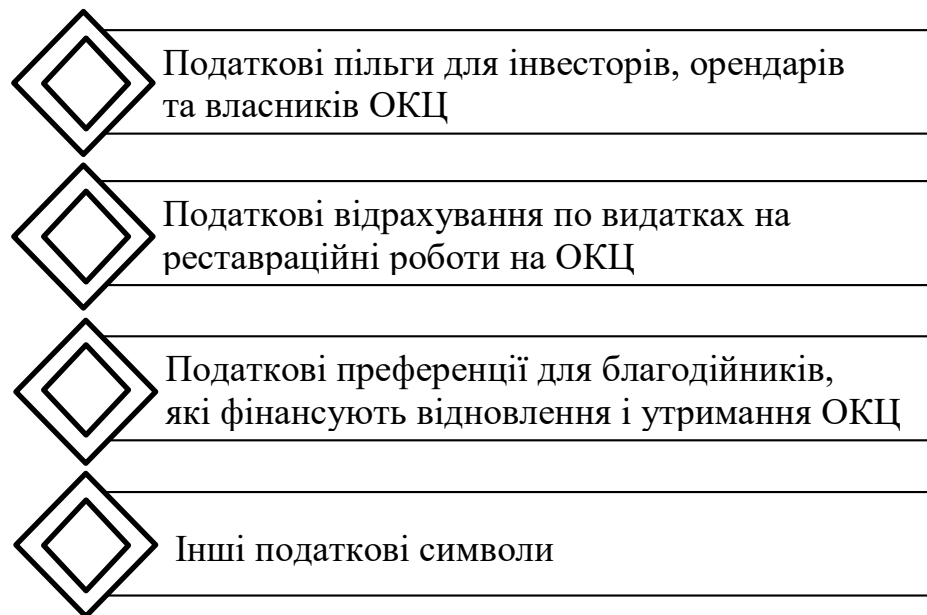 Податкові пільги для інвесторів, орендарів
та власників ОКЦ
Податкові відрахування по видатках на
реставраційні роботи на ОКЦ
Податкові преференції для благодійників,
які фінансують відновлення і утримання ОКЦ
Інші податкові символи